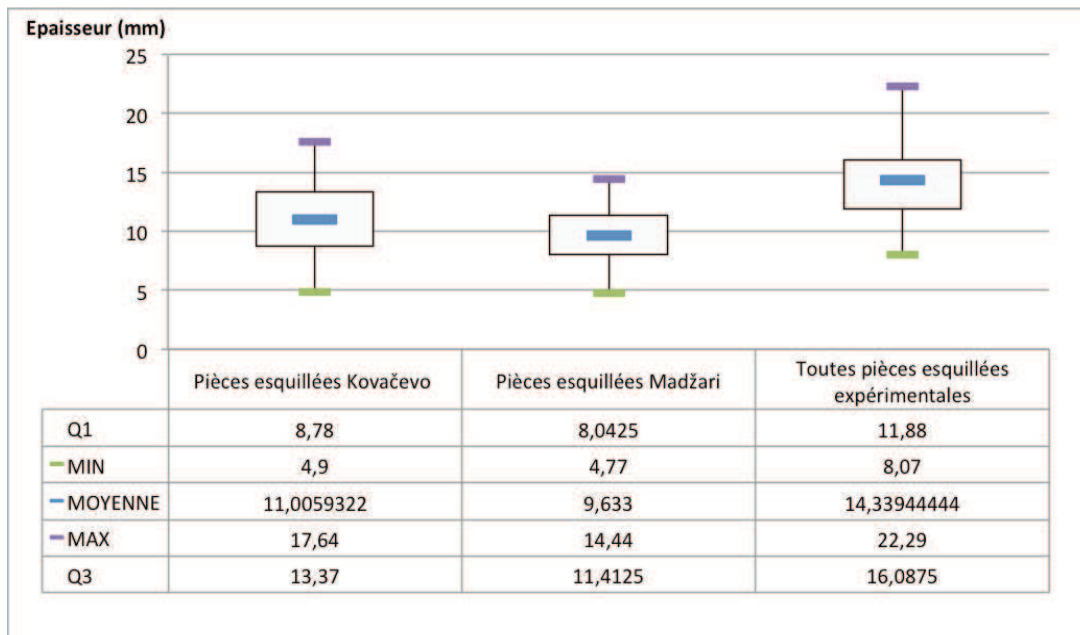 Epaisseur (mm)
25
20
15
10
5
0
Pièces esquillées Kovačevo Pièces esquillées Madžari Toutes pièces esquillées
expérimentales
Q1 8,78 8,0425 11,88
MIN 4,9 4,77 8,07
MOYENNE 11,0059322 9,633 14,33944444
MAX 17,64 14,44 22,29
Q3 13,37 11,4125 16,0875